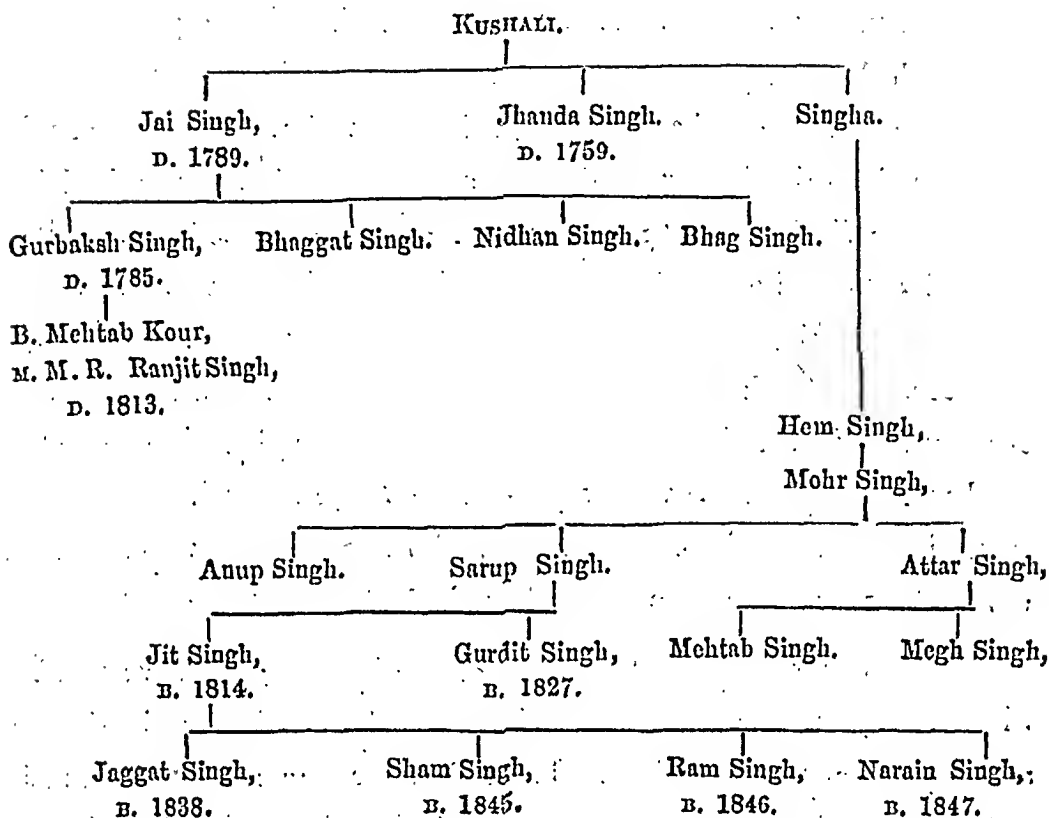 KUSHALI.
Jai Singh, Jhanda Singh. Singha.
D. 1789. D. 1759.
Gurbaksh Singh, Bhaggat Singh. Nidhan Singh. Bhag Singh.
D. 1785.
B. Mehtab Kour,
M. M. R. Ranjit Singh,
D. 1813.
Hem Singh,
Mohr Singh,
Anup Singh. Sarup Singh. Attar Singh,
Jit Singh, Gurdit Singh, Mehtab Singh. Megh Singh,
B. 1814. B. 1827.
Jaggat Singh, Sham Singh, Ram Singh, Narain Singh,
B. 1838. B. 1845. B. 1846. B. 1847.